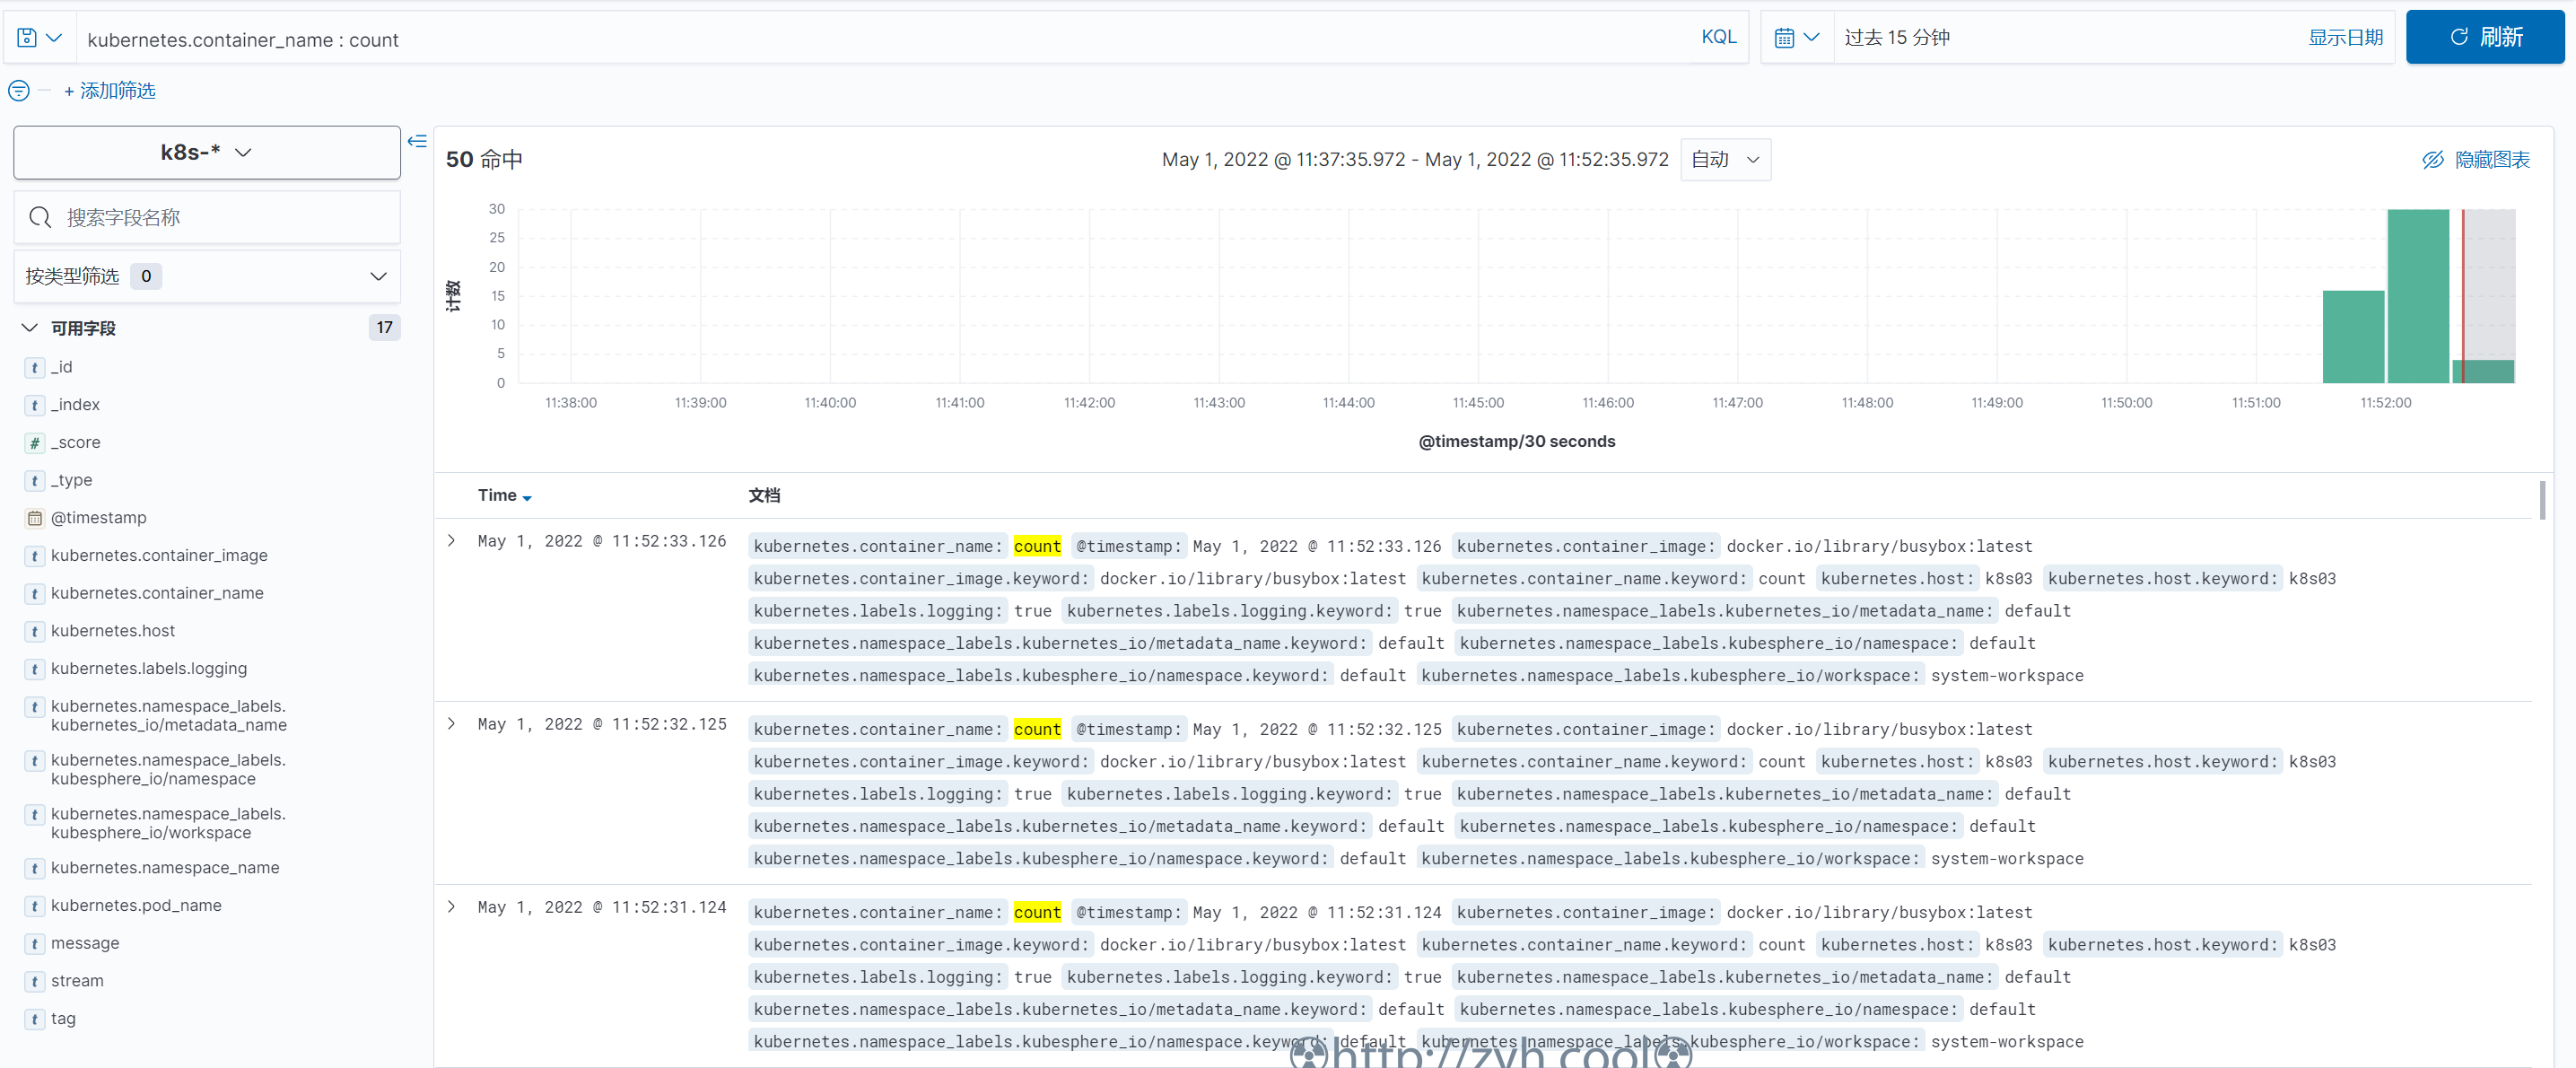 kubernetes.container_name : count
KQL
过去 15 分钟
显示日期
刷新
+ 添加筛选
k8s-*
搜索字段名称
按类型筛选 0
可用字段 17
_id
_index
_score
_type
@timestamp
kubernetes.container_image
kubernetes.container_name
kubernetes.host
kubernetes.labels.logging
kubernetes.namespace_labels.
kubernetes_io/metadata_name
kubernetes.namespace_labels.
kubesphere_io/namespace
kubernetes.namespace_labels.
kubesphere_io/workspace
kubernetes.namespace_name
kubernetes.pod_name
message
stream
tag
50 命中
May 1, 2022 @ 11:37:35.972 - May 1, 2022 @ 11:52:35.972
自动
隐藏图表
计数
30
25
20
15
10
5
0
11:38:00 11:39:00 11:40:00 11:41:00 11:42:00 11:43:00 11:44:00 11:45:00 11:46:00 11:47:00 11:48:00 11:49:00 11:50:00 11:51:00 11:52:00
@timestamp/30 seconds
Time 文档
May 1, 2022 @ 11:52:33.126 kubernetes.container_name: count @timestamp: May 1, 2022 @ 11:52:33.126 kubernetes.container_image: docker.io/library/busybox:latest
kubernetes.container_image.keyword: docker.io/library/busybox:latest kubernetes.container_name.keyword: count kubernetes.host: k8s03 kubernetes.host.keyword: k8s03
kubernetes.labels.logging: true kubernetes.labels.logging.keyword: true kubernetes.namespace_labels.kubernetes_io/metadata_name: default
kubernetes.namespace_labels.kubernetes_io/metadata_name.keyword: default kubernetes.namespace_labels.kubesphere_io/namespace: default
kubernetes.namespace_labels.kubesphere_io/namespace.keyword: default kubernetes.namespace_labels.kubesphere_io/workspace: system-workspace
May 1, 2022 @ 11:52:32.125 kubernetes.container_name: count @timestamp: May 1, 2022 @ 11:52:32.125 kubernetes.container_image: docker.io/library/busybox:latest
kubernetes.container_image.keyword: docker.io/library/busybox:latest kubernetes.container_name.keyword: count kubernetes.host: k8s03 kubernetes.host.keyword: k8s03
kubernetes.labels.logging: true kubernetes.labels.logging.keyword: true kubernetes.namespace_labels.kubernetes_io/metadata_name: default
kubernetes.namespace_labels.kubernetes_io/metadata_name.keyword: default kubernetes.namespace_labels.kubesphere_io/namespace: default
kubernetes.namespace_labels.kubesphere_io/namespace.keyword: default kubernetes.namespace_labels.kubesphere_io/workspace: system-workspace
May 1, 2022 @ 11:52:31.124 kubernetes.container_name: count @timestamp: May 1, 2022 @ 11:52:31.124 kubernetes.container_image: docker.io/library/busybox:latest
kubernetes.container_image.keyword: docker.io/library/busybox:latest kubernetes.container_name.keyword: count kubernetes.host: k8s03 kubernetes.host.keyword: k8s03
kubernetes.labels.logging: true kubernetes.labels.logging.keyword: true kubernetes.namespace_labels.kubernetes_io/metadata_name: default
kubernetes.namespace_labels.kubernetes_io/metadata_name.keyword: default kubernetes.namespace_labels.kubesphere_io/namespace: default
kubernetes.namespace_labels.kubesphere_io/namespace.keyword: default kubernetes.namespace_labels.kubesphere_io/workspace: system-workspace
☢http://zyh.cool☢